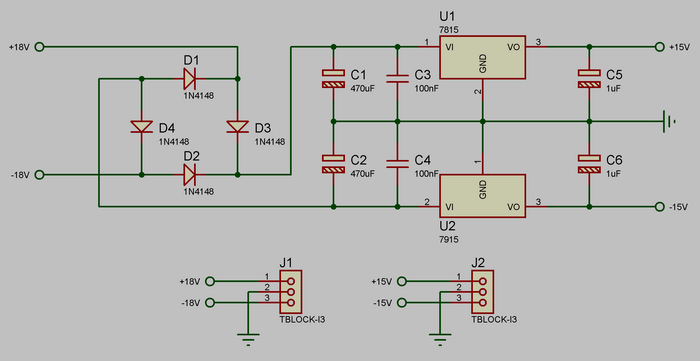 U1
7815
+18V
1
VI
VO
3
+15V
GND
2
D1
1N4148
C1
470uF
C3
100nF
C5
1uF
D4
1N4148
D3
1N4148
D2
1N4148
-18V
C2
470uF
C4
100nF
C6
1uF
1
GND
2
VI
VO
3
-15V
U2
7915
J1
+18V
1
2
-18V
3
TBLOCK-I3
J2
+15V
1
2
-15V
3
TBLOCK-I3